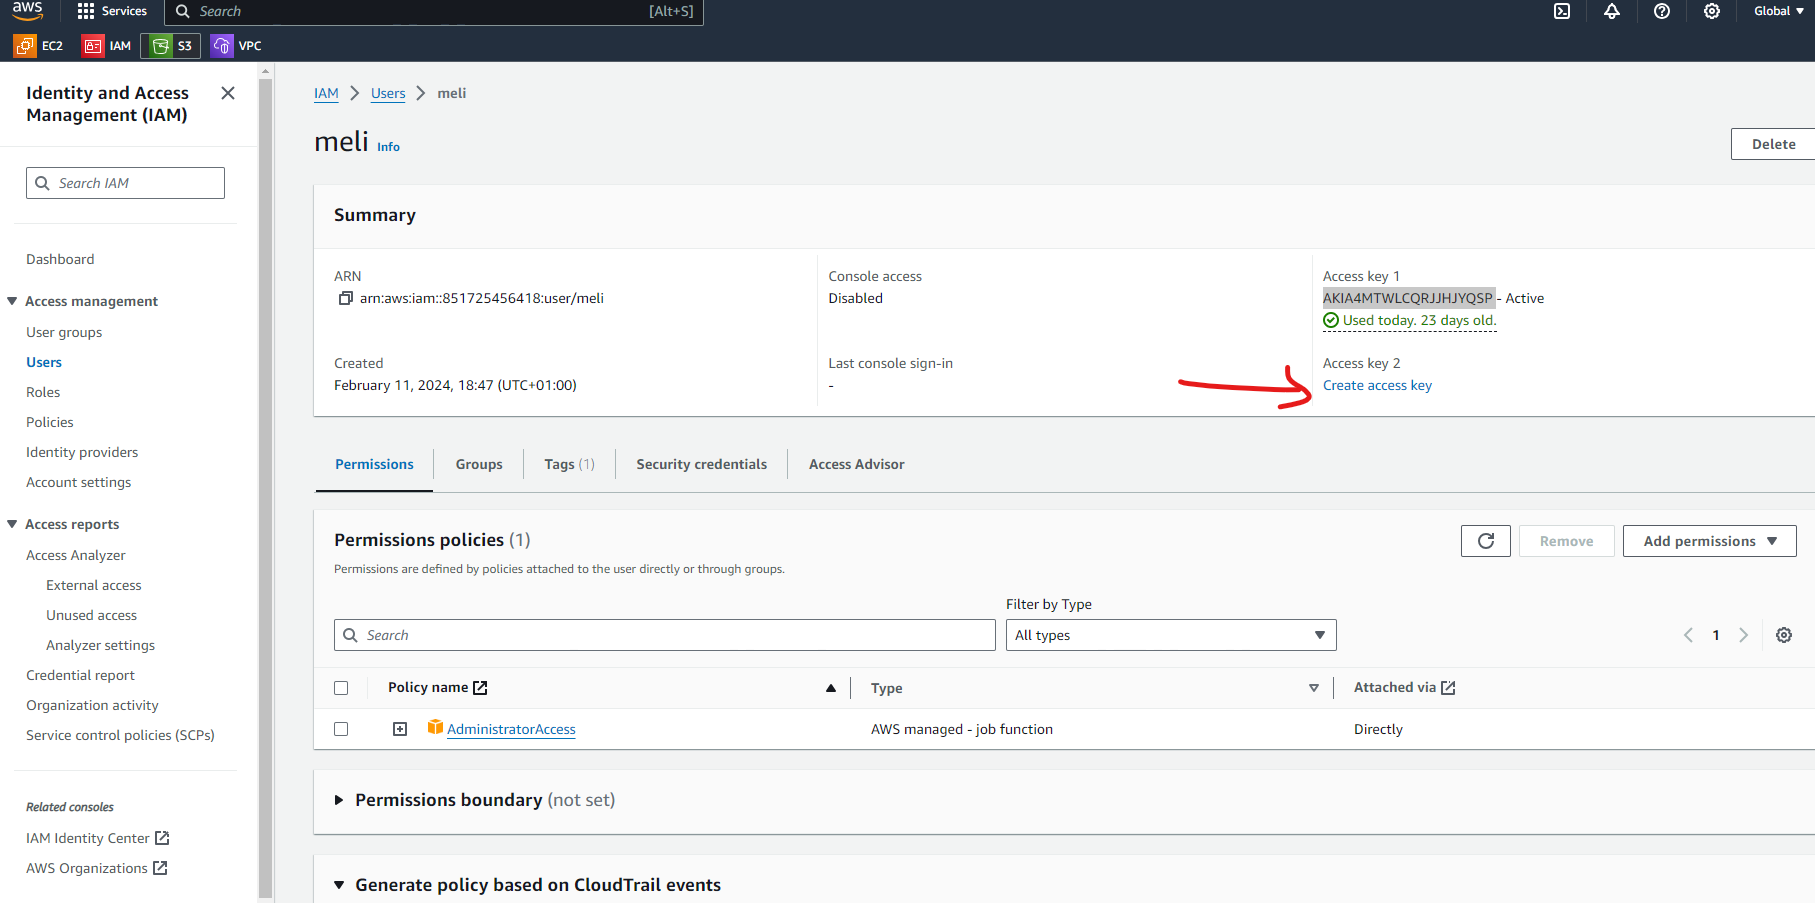 aws
Services
Search
[Alt+S]
Global
EC2
IAM
S3
VPC
Identity and Access
Management (IAM)
Search IAM
Dashboard
Access management
User groups
Users
Roles
Policies
Identity providers
Account settings
Access reports
Access Analyzer
External access
Unused access
Analyzer settings
Credential report
Organization activity
Service control policies (SCPs)
Related consoles
IAM Identity Center
AWS Organizations
IAM > Users > meli
meli Info
Delete
Summary
ARN
arn:aws:iam::851725456418:user/meli
Console access
Disabled
Access key 1
AKIA4MTWLCQRJJHJYQSP - Active
Used today. 23 days old.
Created
February 11, 2024, 18:47 (UTC+01:00)
Last console sign-in
-
Access key 2
Create access key
Permissions
Groups
Tags (1)
Security credentials
Access Advisor
Permissions policies (1)
Permissions are defined by policies attached to the user directly or through groups.
Remove
Add permissions
Filter by Type
Search
All types
1
Policy name
Type
Attached via
AdministratorAccess
AWS managed - job function
Directly
Permissions boundary (not set)
Generate policy based on CloudTrail events